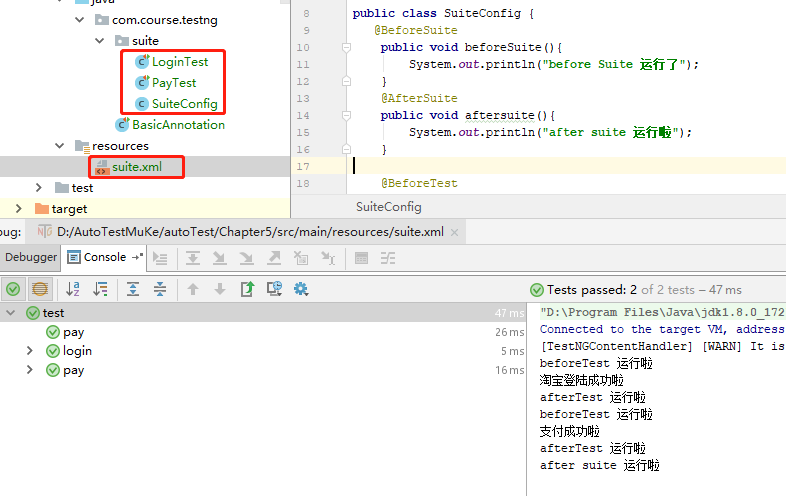 java
com.course.testng
suite
LoginTest
PayTest
SuiteConfig
BasicAnnotation
resources
suite.xml
test
target
8 public class SuiteConfig {
9 @BeforeSuite
10 public void beforeSuite(){
11 System.out.println("before Suite 运行了");
12 }
13 @AfterSuite
14 public void aftersuite(){
15 System.out.println("after suite 运行啦");
16 }
17
18 @BeforeTest
SuiteConfig
bug: D:/AutoTestMuKe/autoTest/Chapter5/src/main/resources/suite.xml
Debugger Console
Tests passed: 2 of 2 tests – 47 ms
test 47 ms
pay 26 ms
login 5 ms
pay 16 ms
"D:\Program Files\Java\jdk1.8.0_172
Connected to the target VM, address
[TestNGContentHandler] [WARN] It is
beforeTest 运行啦
淘宝登陆成功啦
afterTest 运行啦
beforeTest 运行啦
支付成功啦
afterTest 运行啦
after suite 运行啦